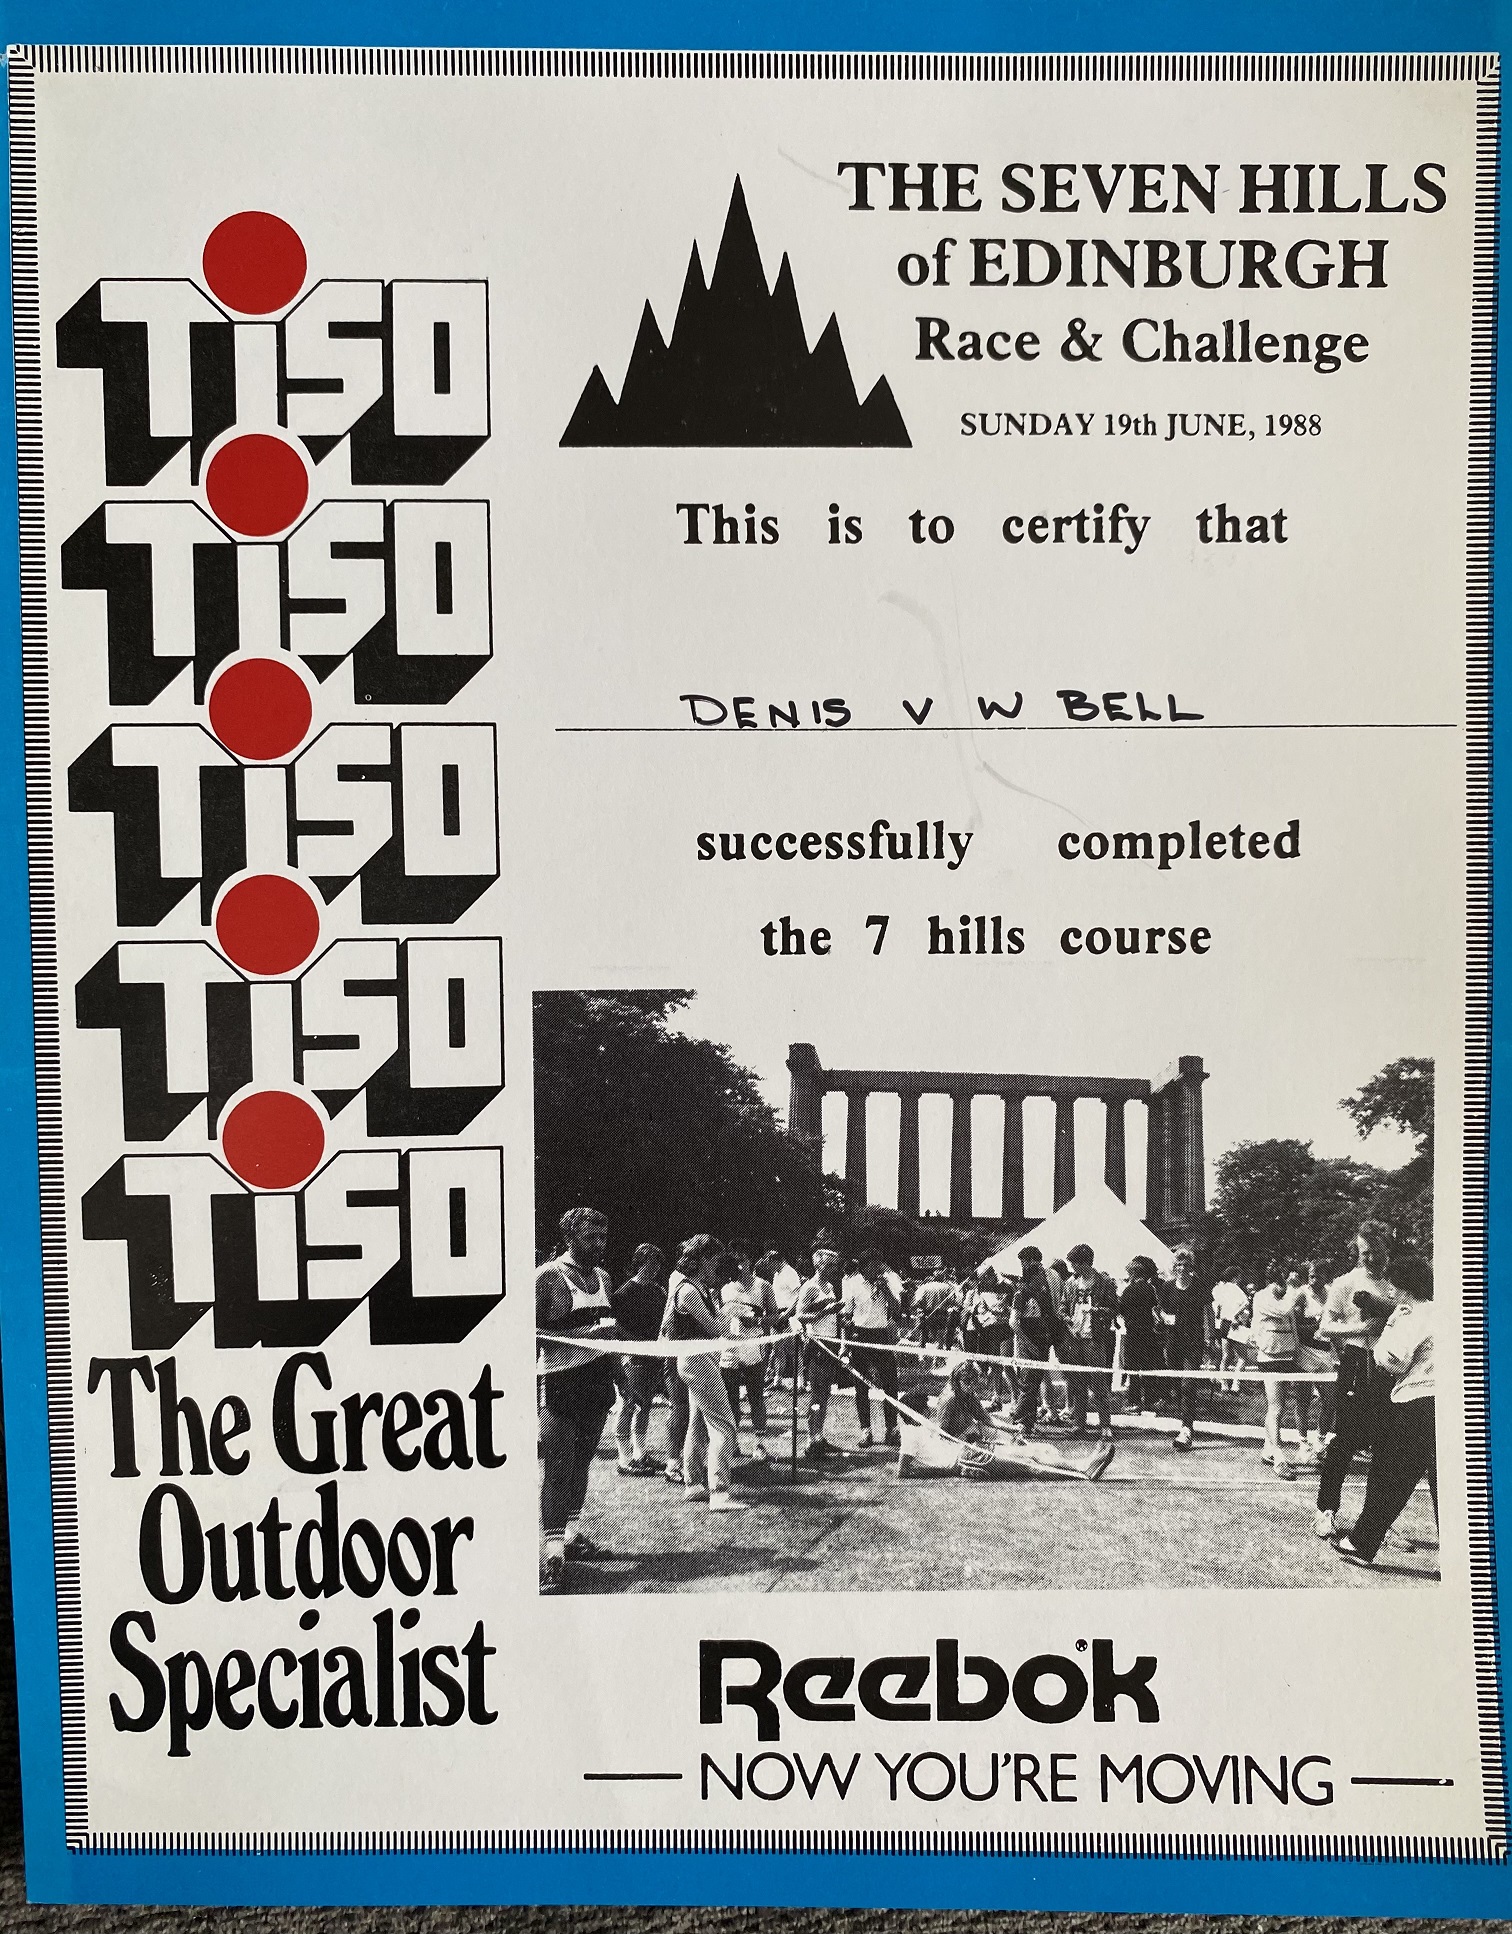 TiSO
TiSO
TiSO
TiSO
TiSO
The Great
Outdoor
Specialist
THE SEVEN HILLS
of EDINBURGH
Race & Challenge
SUNDAY 19th JUNE, 1988
This is to certify that
DENIS V W BELL
successfully completed
the 7 hills course
Reebok®
NOW YOU'RE MOVING